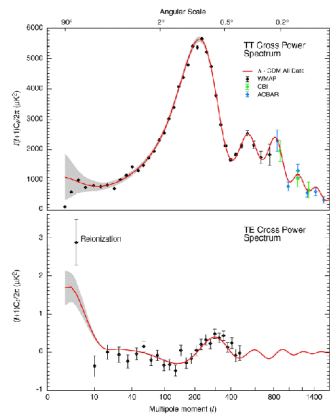 Angular Scale
90° 2° 0.5° 0.2°
6000
5000
4000
3000
2000
1000
0
TT Cross Power
Spectrum
Λ - CDM All Data
WMAP
CBI
ACBAR
l(l+1)Cl/2π (μK²)
TE Cross Power
Spectrum
Reionization
3
2
1
0
-1
(l+1)Cl/2π (μK²)
0 10 40 100 200 400 800 1400
Multipole moment (l)